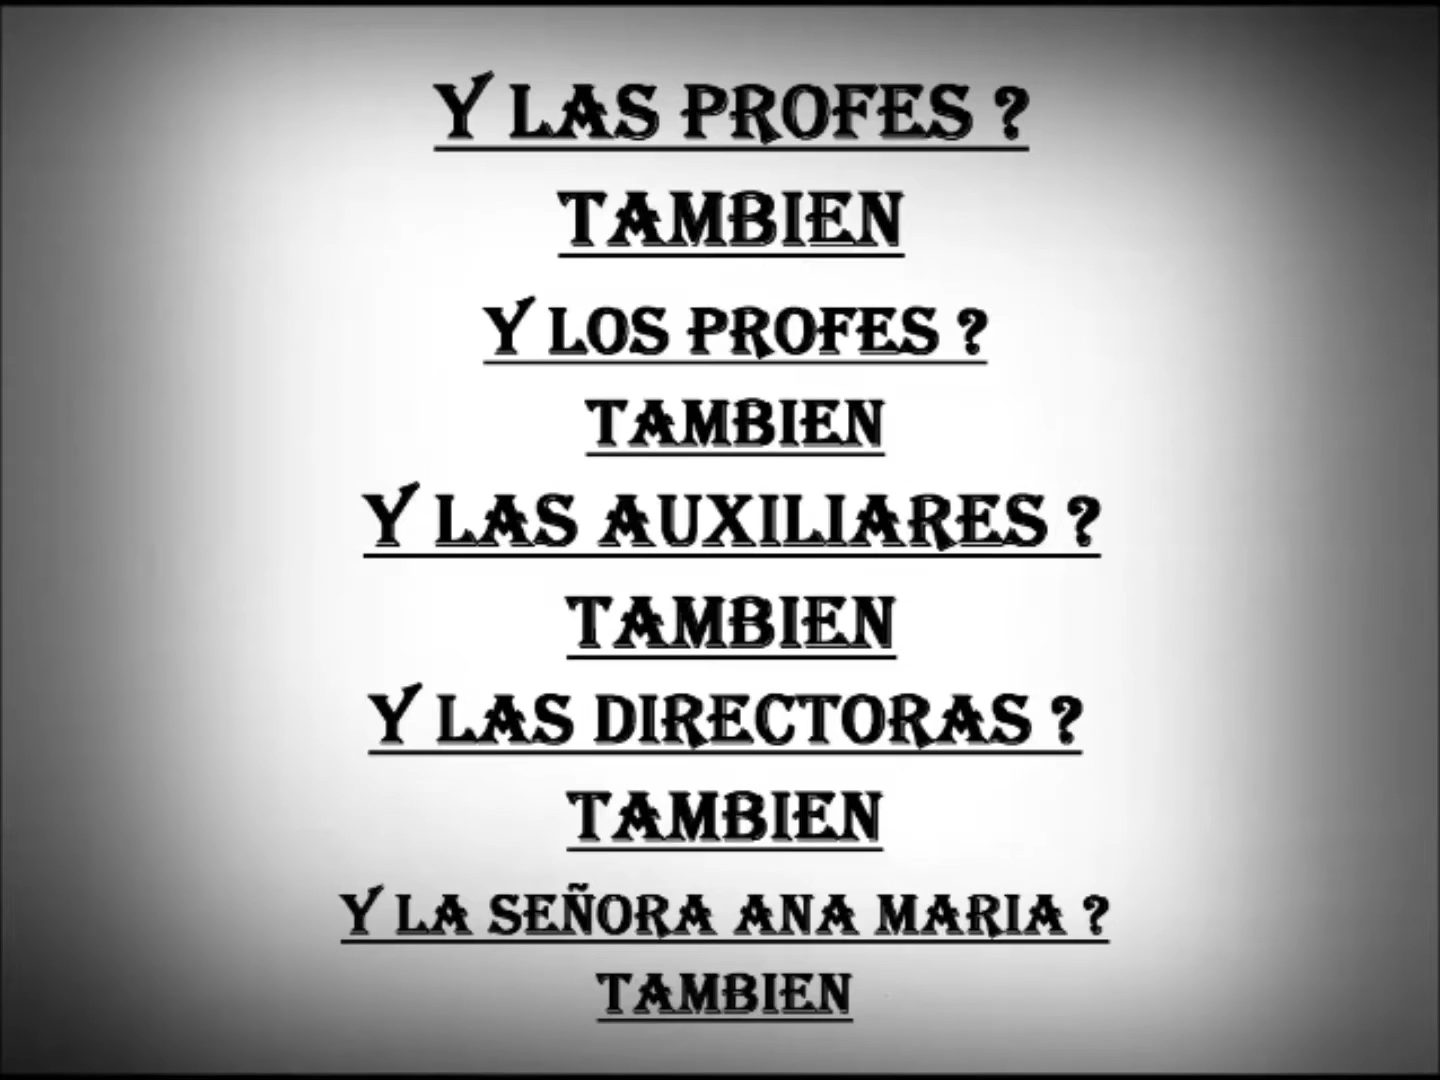 Y LAS PROFES ?
TAMBIEN
Y LOS PROFES ?
TAMBIEN
Y LAS AUXILIARES ?
TAMBIEN
Y LAS DIRECTORAS ?
TAMBIEN
Y LA SEÑORA ANA MARIA ?
TAMBIEN